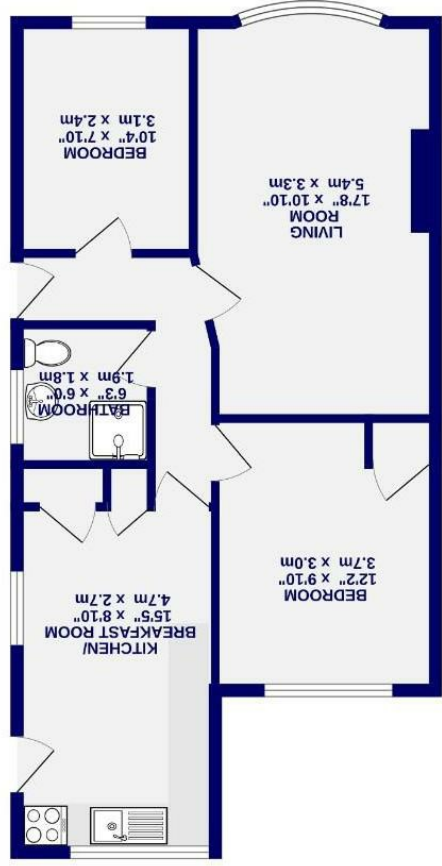 KITCHEN/
BREAKFAST ROOM
15'5" x 8'10"
4.7m x 2.7m
BEDROOM
12'2" x 9'10"
3.7m x 3.0m
BATHROOM
6'3" x 6'0"
1.9m x 1.8m
LIVING
ROOM
17'8" x 10'10"
5.4m x 3.3m
BEDROOM
10'4" x 7'10"
3.1m x 2.4m